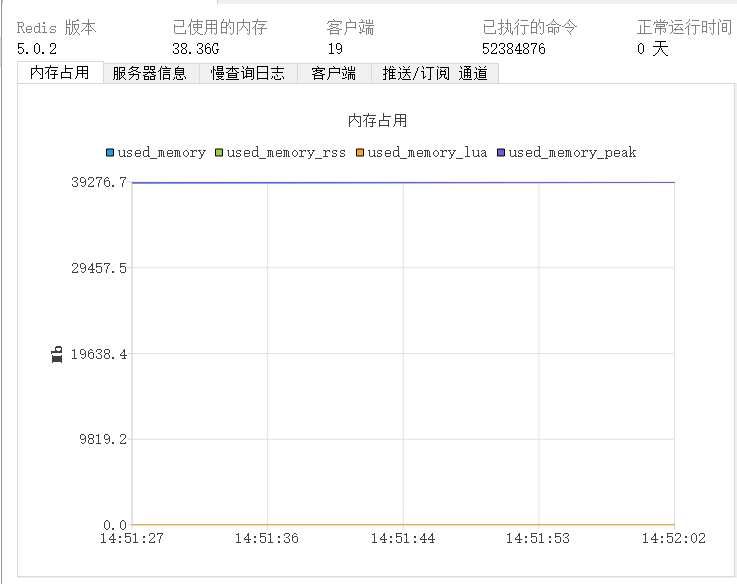 Redis 版本 已使用的内存 客户端 已执行的命令 正常运行时间
5.0.2 38.36G 19 52384876 0 天
内存占用 服务器信息 慢查询日志 客户端 推送/订阅 通道
内存占用
used_memory used_memory_rss used_memory_lua used_memory_peak
39276.7
29457.5
Mb 19638.4
9819.2
0.0
14:51:27 14:51:36 14:51:44 14:51:53 14:52:02